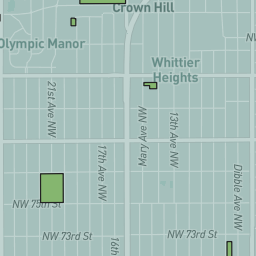 Crown Hill
Olympic Manor
Whittier
Heights
21st Ave NW
17th Ave NW
Mary Ave NW
13th Ave NW
Dibble Ave NW
NW 75th St
NW 73rd St
NW 73rd St
16th